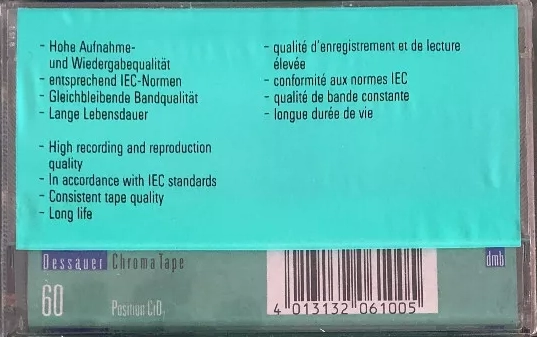 - Hohe Aufnahme-
und Wiedergabequalität
- entsprechend IEC-Normen
- Gleichbleibende Bandqualität
- Lange Lebensdauer
- High recording and reproduction
quality
- In accordance with IEC standards
- Consistent tape quality
- Long life
- qualité d'enregistrement et de lecture
élevée
- conformité aux normes IEC
- qualité de bande constante
- longue durée de vie
Dessauer ChromaTape
dmb
60 Position CrO₂
4 013132 061005